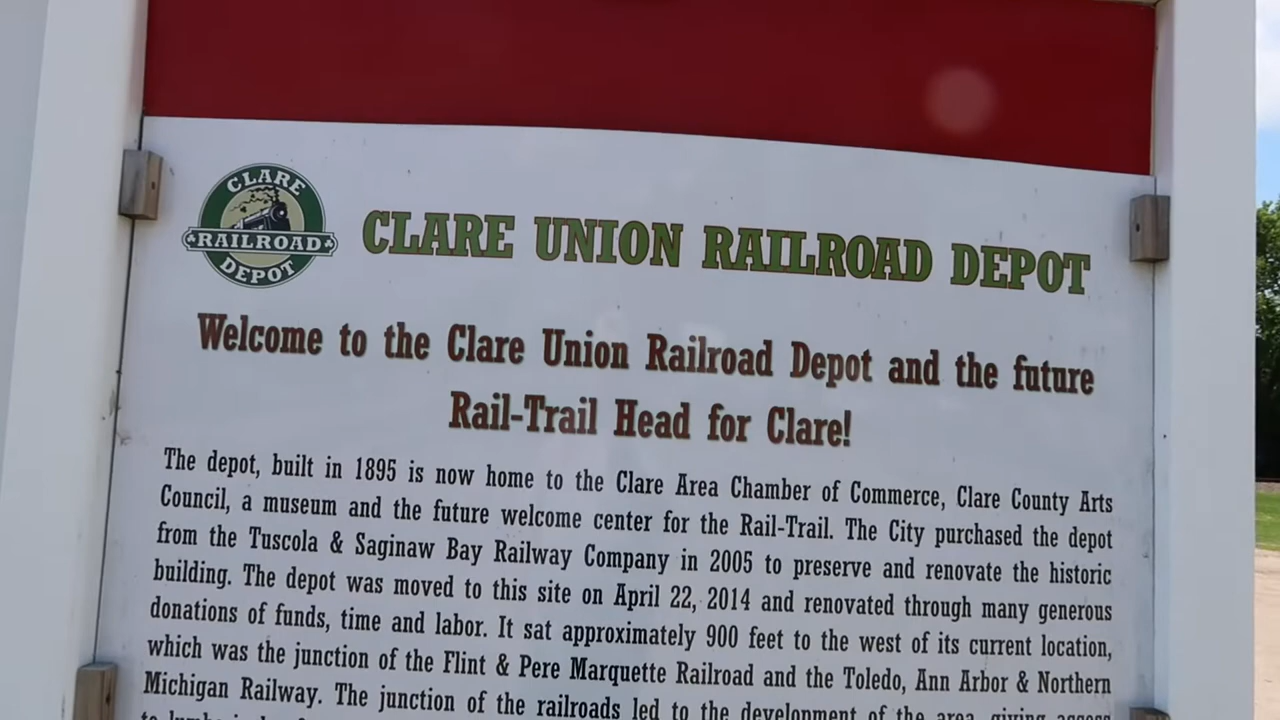 CLARE
RAILROAD
DEPOT
CLARE UNION RAILROAD DEPOT
Welcome to the Clare Union Railroad Depot and the future
Rail-Trail Head for Clare!
The depot, built in 1895 is now home to the Clare Area Chamber of Commerce, Clare County Arts
Council, a museum and the future welcome center for the Rail-Trail. The City purchased the depot
from the Tuscola & Saginaw Bay Railway Company in 2005 to preserve and renovate the historic
building. The depot was moved to this site on April 22, 2014 and renovated through many generous
donations of funds, time and labor. It sat approximately 900 feet to the west of its current location,
which was the junction of the Flint & Pere Marquette Railroad and the Toledo, Ann Arbor & Northern
Michigan Railway. The junction of the railroads led to the development of the area, giving access